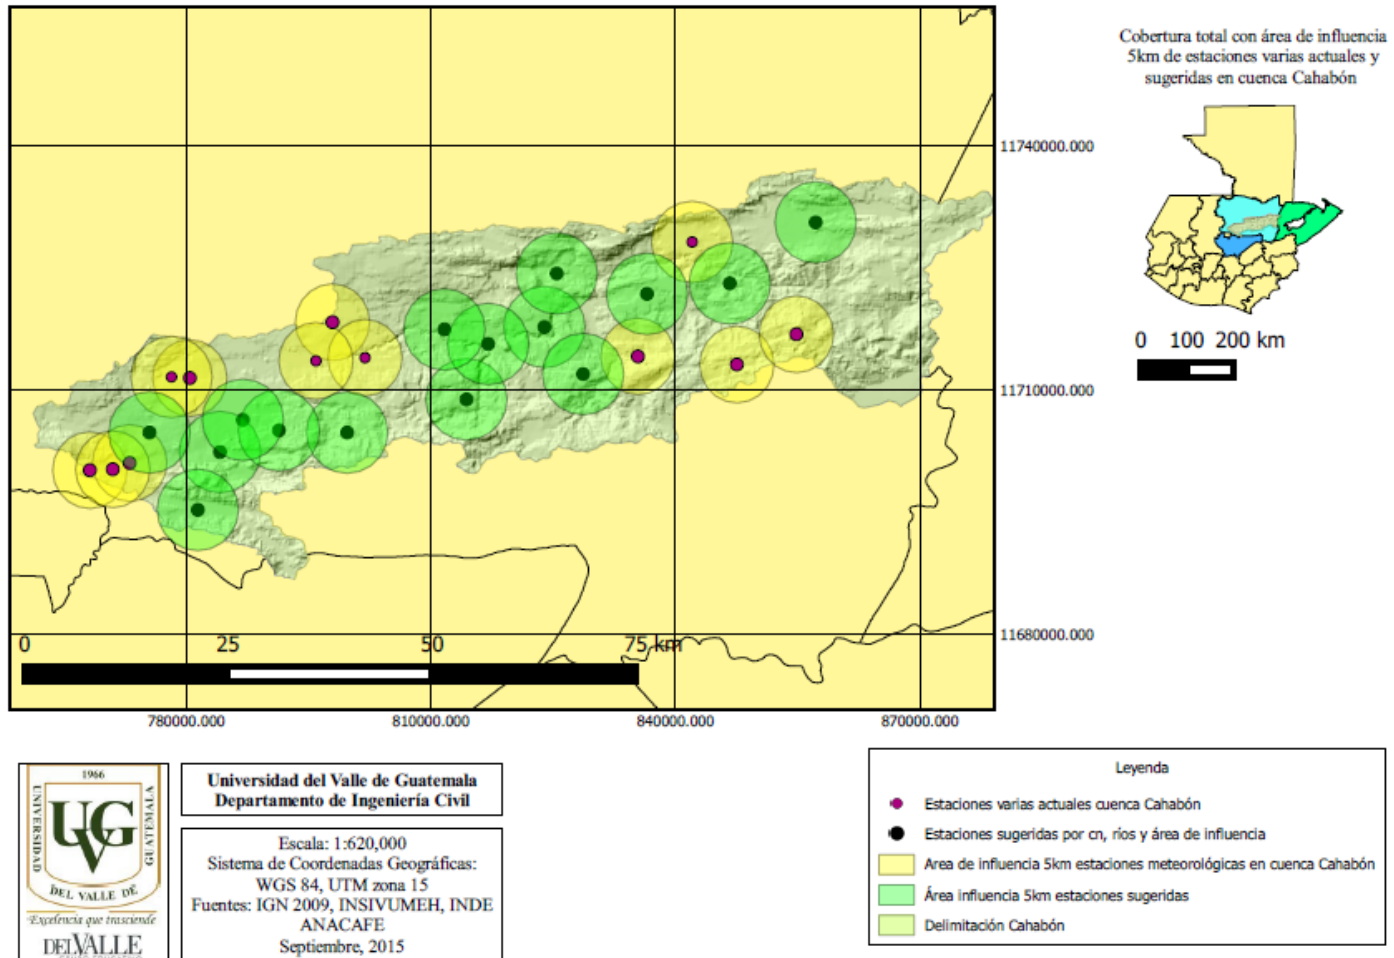 Cobertura total con área de influencia
5km de estaciones varias actuales y
sugeridas en cuenca Cahabón
11740000.000
11710000.000
11680000.000
0 100 200 km
0 25 50 75 km
780000.000 810000.000 840000.000 870000.000
1966
UNIVERSIDAD
UVG
GUATEMALA
DEL VALLE DE
Excelencia que trasciende
DEL VALLE
Universidad del Valle de Guatemala
Departamento de Ingeniería Civil
Escala: 1:620,000
Sistema de Coordenadas Geográficas:
WGS 84, UTM zona 15
Fuentes: IGN 2009, INSIVUMEH, INDE
ANACAFE
Septiembre, 2015
Leyenda
Estaciones varias actuales cuenca Cahabón
Estaciones sugeridas por cn, ríos y área de influencia
Area de influencia 5km estaciones meteorológicas en cuenca Cahabón
Área influencia 5km estaciones sugeridas
Delimitación Cahabón